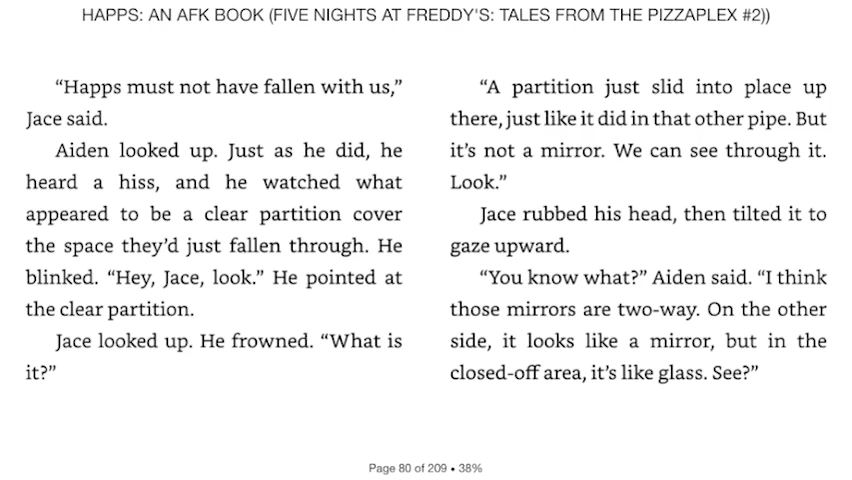 HAPPS: AN AFK BOOK (FIVE NIGHTS AT FREDDY'S: TALES FROM THE PIZZAPLEX #2))
“Happs must not have fallen with us,”
Jace said.
Aiden looked up. Just as he did, he
heard a hiss, and he watched what
appeared to be a clear partition cover
the space they’d just fallen through. He
blinked. “Hey, Jace, look.” He pointed at
the clear partition.
Jace looked up. He frowned. “What is
it?”
“A partition just slid into place up
there, just like it did in that other pipe. But
it’s not a mirror. We can see through it.
Look.”
Jace rubbed his head, then tilted it to
gaze upward.
“You know what?” Aiden said. “I think
those mirrors are two-way. On the other
side, it looks like a mirror, but in the
closed-off area, it’s like glass. See?”
Page 80 of 209 • 38%